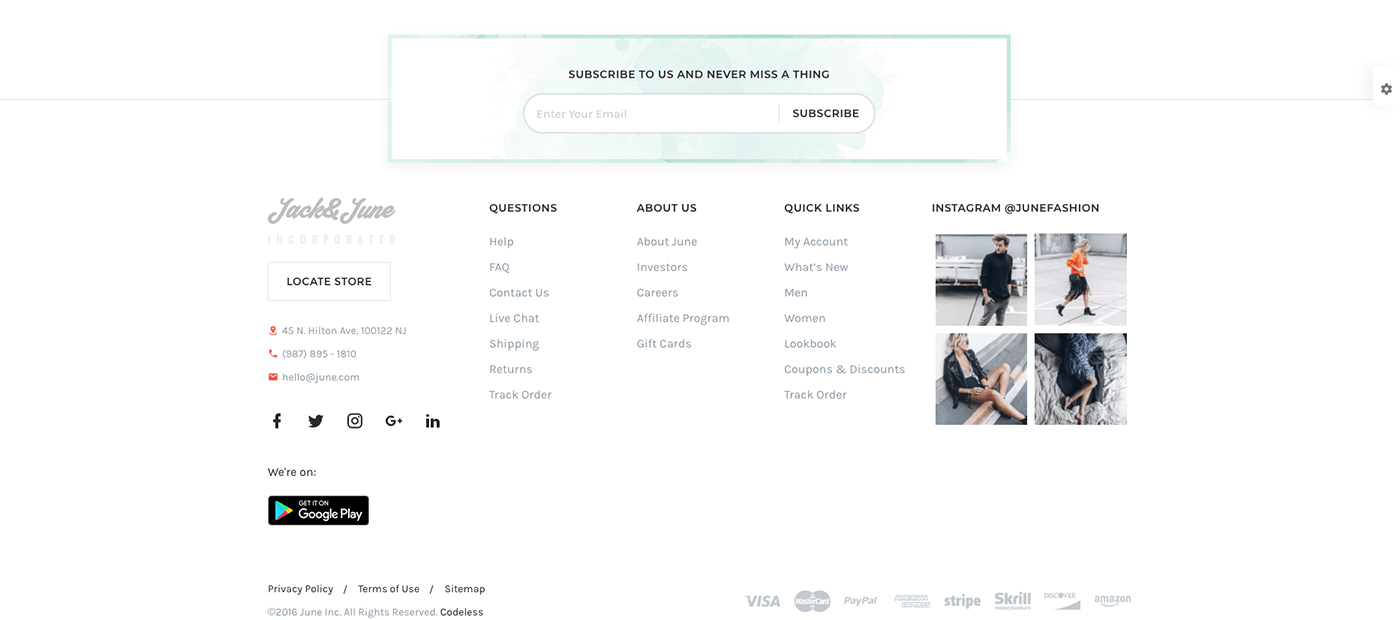 SUBSCRIBE TO US AND NEVER MISS A THING
Enter Your Email
SUBSCRIBE
Jack&June
INCORPORATED
LOCATE STORE
45 N. Hilton Ave, 100122 NJ
(987) 895 - 1810
hello@june.com
We're on:
GET IT ON
Google Play
QUESTIONS
Help
FAQ
Contact Us
Live Chat
Shipping
Returns
Track Order
ABOUT US
About June
Investors
Careers
Affiliate Program
Gift Cards
QUICK LINKS
My Account
What's New
Men
Women
Lookbook
Coupons & Discounts
Track Order
INSTAGRAM @JUNEFASHION
Privacy Policy / Terms of Use / Sitemap
©2016 June Inc. All Rights Reserved. Codeless
VISA
MasterCard
PayPal
AMERICAN
EXPRESS
stripe
Skrill
moneybookers
DISCOVER
amazon